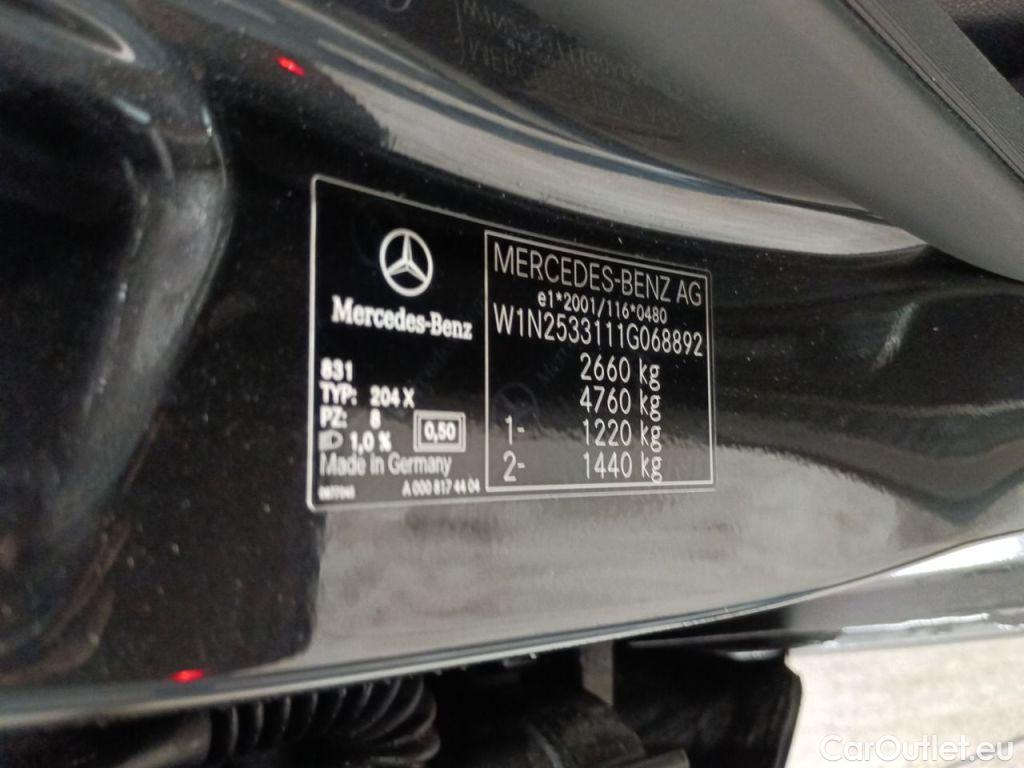 Mercedes-Benz
831
TYP: 204 X
PZ: 8
1,0 %
0,50
Made In Germany
A 000 817 44 04
MERCEDES-BENZ AG
e1*2001/116*0480
W1N2533111G068892
2660 kg
4760 kg
1- 1220 kg
2- 1440 kg
CarOutlet.eu